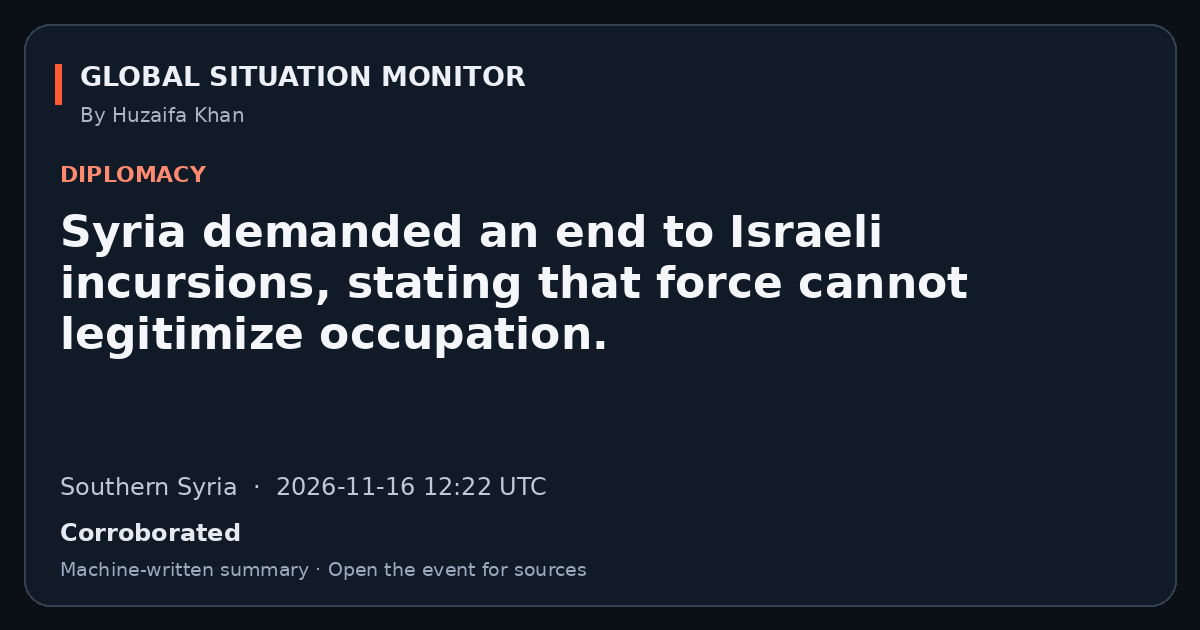 GLOBAL SITUATION MONITOR
By Huzaifa Khan
DIPLOMACY
Syria demanded an end to Israeli
incursions, stating that force cannot
legitimize occupation.
Southern Syria · 2026-11-16 12:22 UTC
Corroborated
Machine-written summary · Open the event for sources